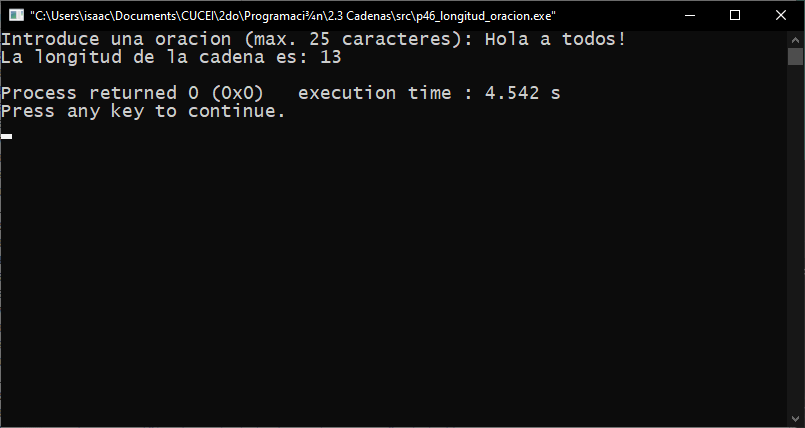 "C:\Users\isaac\Documents\CUCEI\2do\Programaci¾n\2.3 Cadenas\src\p46_longitud_oracion.exe"
Introduce una oracion (max. 25 caracteres): Hola a todos!
La longitud de la cadena es: 13
Process returned 0 (0x0)   execution time : 4.542 s
Press any key to continue.